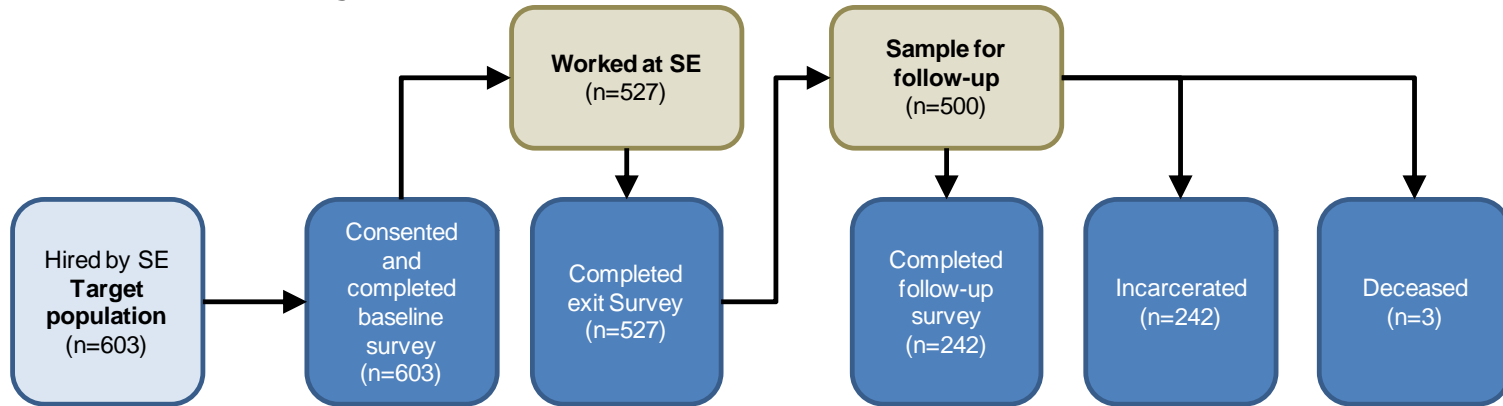 Worked at SE
(n=527)
Sample for
follow-up
(n=500)
Hired by SE
Target
population
(n=603)
Consented
and
completed
baseline
survey
(n=603)
Completed
exit Survey
(n=527)
Completed
follow-up
survey
(n=242)
Incarcerated
(n=242)
Deceased
(n=3)